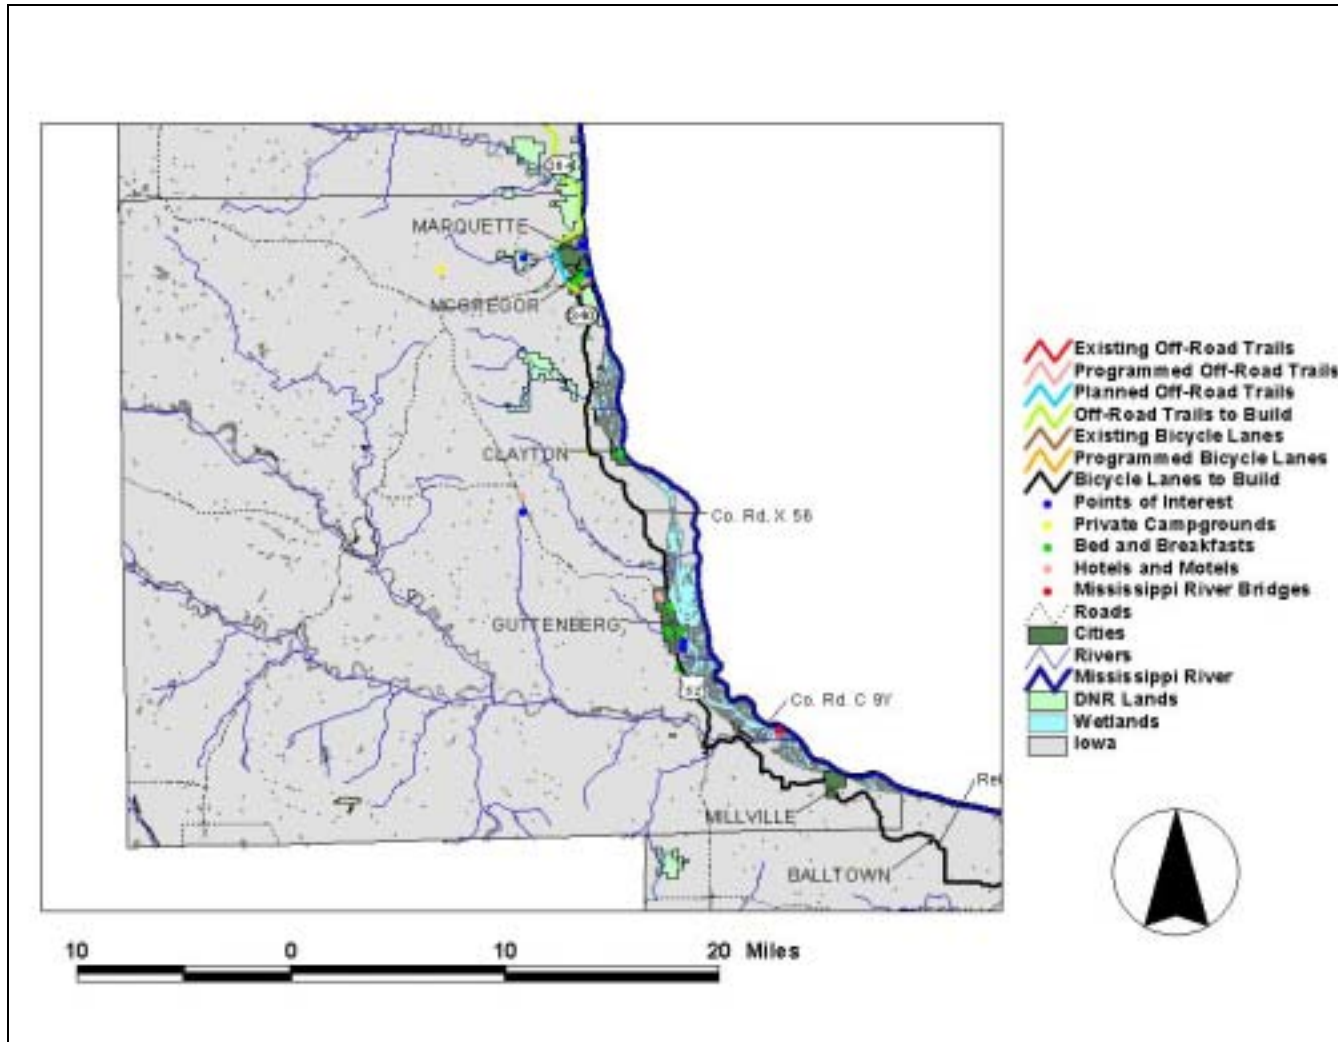 MARQUETTE
MCGREGOR
CLAYTON
Co. Rd. X 56
GUTTENBERG
52
Co. Rd. C 9Y
MILLVILLE
BALLTOWN
Existing Off-Road Trails
Programmed Off-Road Trails
Planned Off-Road Trails
Off-Road Trails to Build
Existing Bicycle Lanes
Programmed Bicycle Lanes
Bicycle Lanes to Build
Points of Interest
Private Campgrounds
Bed and Breakfasts
Hotels and Motels
Mississippi River Bridges
Roads
Cities
Rivers
Mississippi River
DNR Lands
Wetlands
Iowa
10 0 10 20 Miles